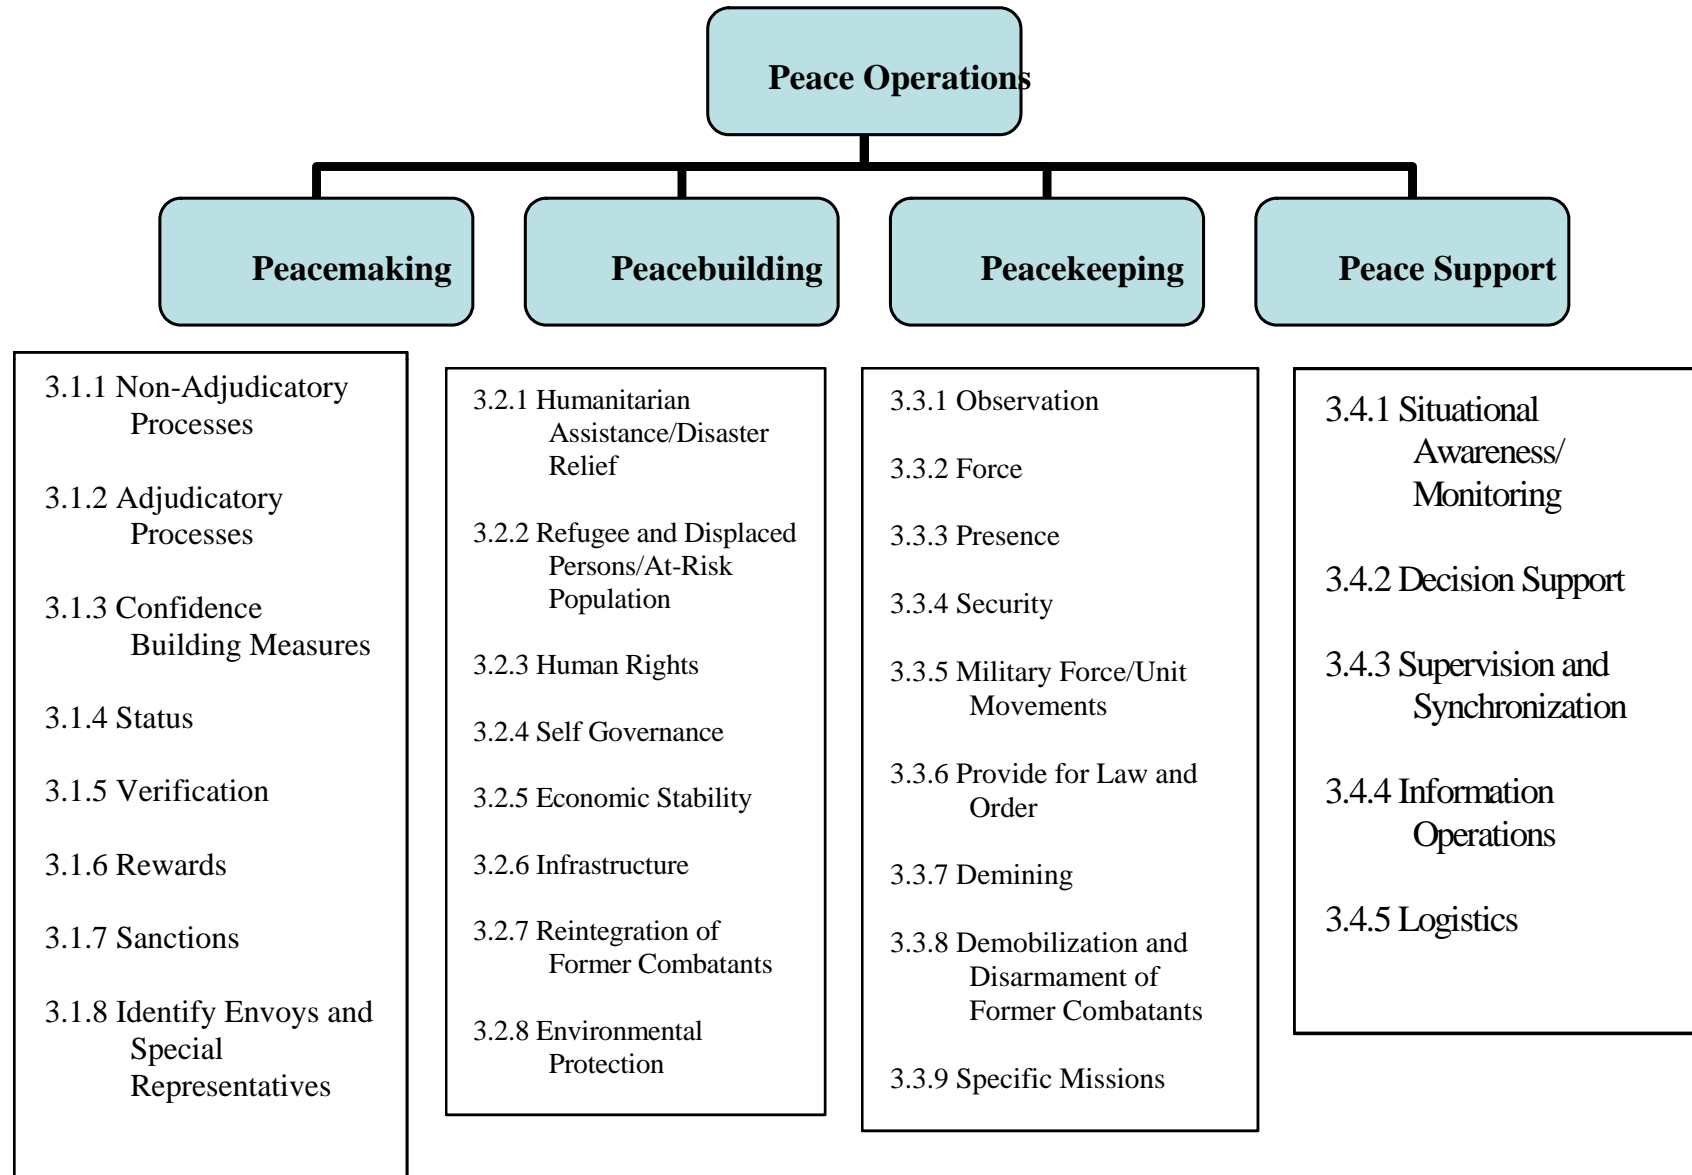 Peace Operations
Peacemaking
Peacebuilding
Peacekeeping
Peace Support
3.1.1 Non-Adjudicatory
Processes
3.1.2 Adjudicatory
Processes
3.1.3 Confidence
Building Measures
3.1.4 Status
3.1.5 Verification
3.1.6 Rewards
3.1.7 Sanctions
3.1.8 Identify Envoys and
Special
Representatives
3.2.1 Humanitarian
Assistance/Disaster
Relief
3.2.2 Refugee and Displaced
Persons/At-Risk
Population
3.2.3 Human Rights
3.2.4 Self Governance
3.2.5 Economic Stability
3.2.6 Infrastructure
3.2.7 Reintegration of
Former Combatants
3.2.8 Environmental
Protection
3.3.1 Observation
3.3.2 Force
3.3.3 Presence
3.3.4 Security
3.3.5 Military Force/Unit
Movements
3.3.6 Provide for Law and
Order
3.3.7 Demining
3.3.8 Demobilization and
Disarmament of
Former Combatants
3.3.9 Specific Missions
3.4.1 Situational
Awareness/
Monitoring
3.4.2 Decision Support
3.4.3 Supervision and
Synchronization
3.4.4 Information
Operations
3.4.5 Logistics